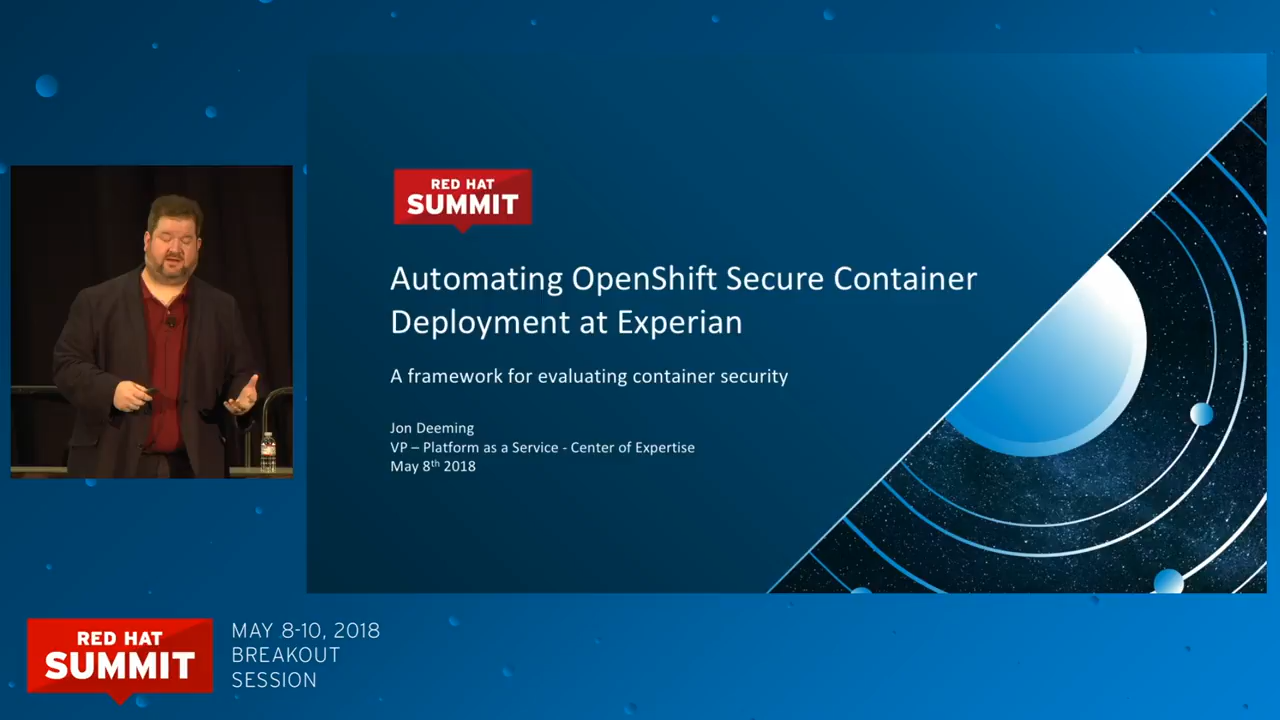 RED HAT
SUMMIT
Automating OpenShift Secure Container
Deployment at Experian
A framework for evaluating container security
Jon Deeming
VP – Platform as a Service - Center of Expertise
May 8th 2018
RED HAT
SUMMIT
MAY 8-10, 2018
BREAKOUT
SESSION